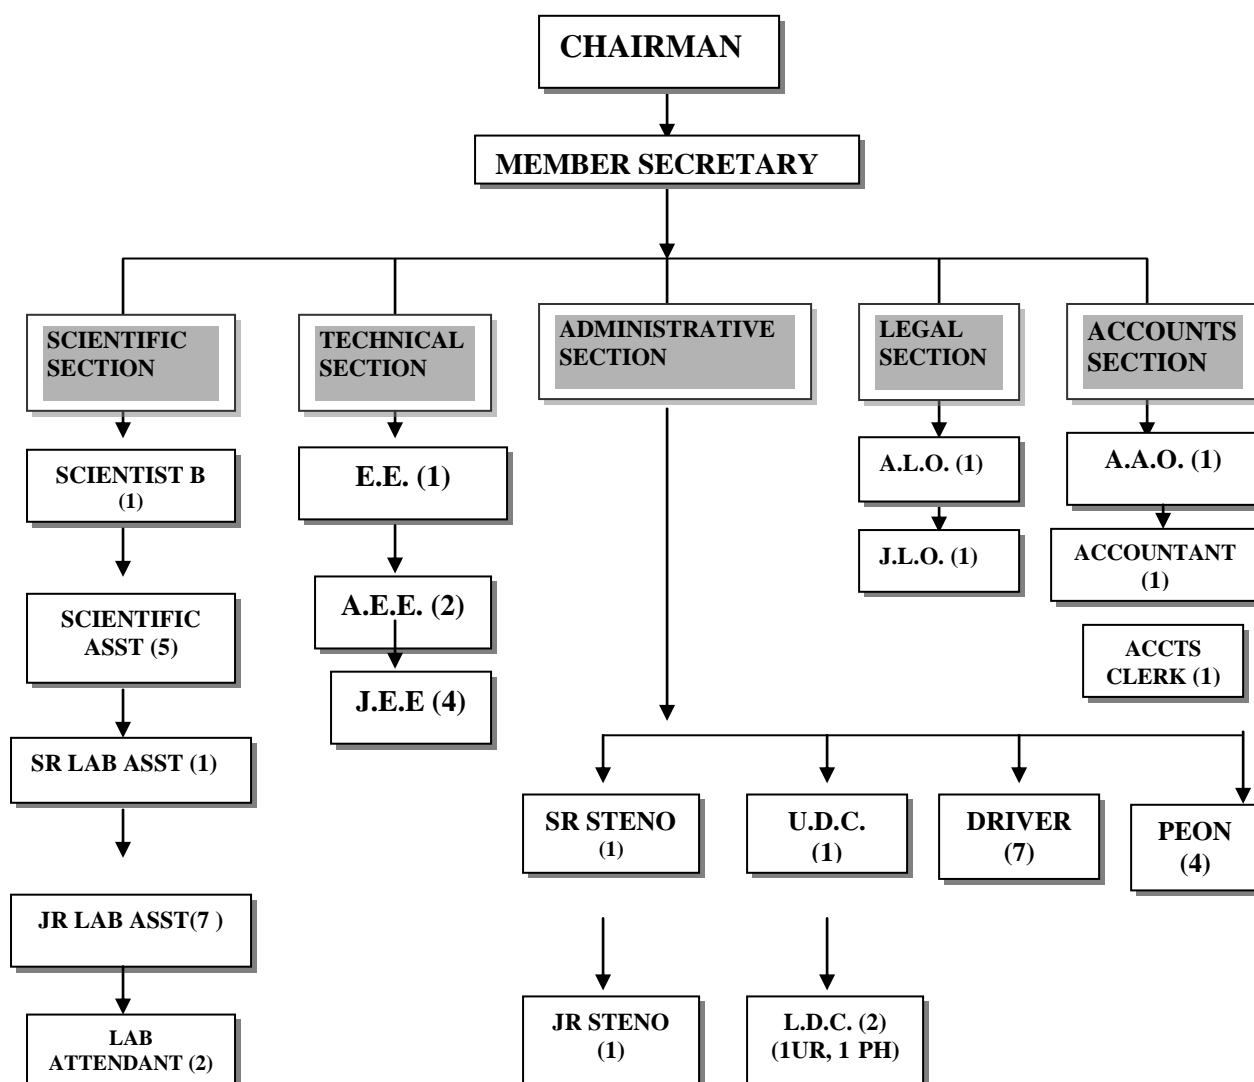 CHAIRMAN
MEMBER SECRETARY
SCIENTIFIC
SECTION
TECHNICAL
SECTION
ADMINISTRATIVE
SECTION
LEGAL
SECTION
ACCOUNTS
SECTION
SCIENTIST B
(1)
E.E. (1)
A.L.O. (1)
A.A.O. (1)
J.L.O. (1)
ACCOUNTANT
(1)
SCIENTIFIC
ASST (5)
A.E.E. (2)
ACCTS
CLERK (1)
J.E.E (4)
SR LAB ASST (1)
SR STENO
(1)
U.D.C.
(1)
DRIVER
(7)
PEON
(4)
JR LAB ASST(7 )
LAB
ATTENDANT (2)
JR STENO
(1)
L.D.C. (2)
(1UR, 1 PH)